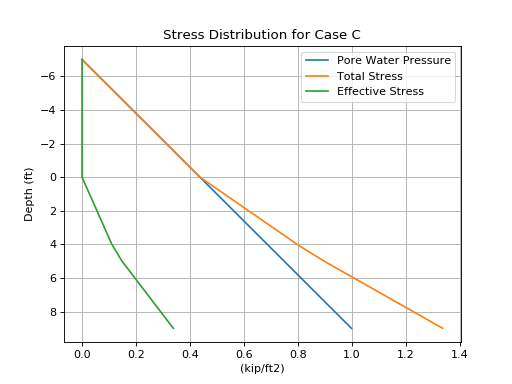 Stress Distribution for Case C
Pore Water Pressure
Total Stress
Effective Stress
Depth (ft)
−6
−4
−2
0
2
4
6
8
0.0 0.2 0.4 0.6 0.8 1.0 1.2 1.4
(kip/ft2)